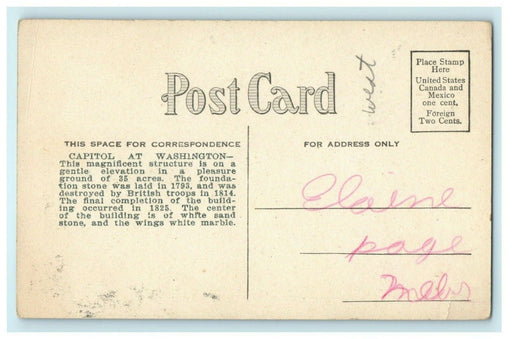 Post Card
west
Place Stamp
Here
United States
Canada and
Mexico
one cent.
Foreign
Two Cents.
THIS SPACE FOR CORRESPONDENCE
FOR ADDRESS ONLY
CAPITOL AT WASHINGTON—
This magnificent structure is on a
gentle elevation in a pleasure
ground of 35 acres. The founda-
tion stone was laid in 1793, and was
destroyed by British troops in 1814.
The final completion of the build-
ing occurred in 1825. The center
of the building is of white sand
stone, and the wings white marble.
Elaine
page